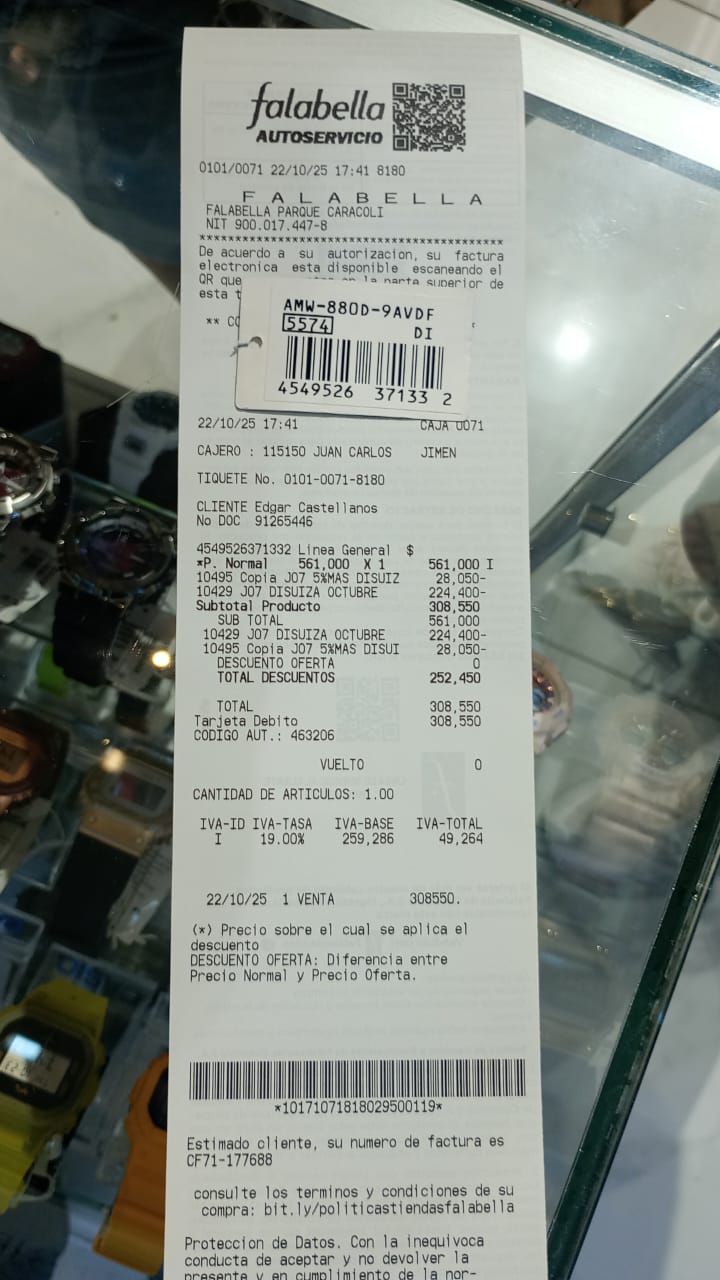 falabella
AUTOSERVICIO
0101/0071 22/10/25 17:41 8180
F A L A B E L L A
FALABELLA PARQUE CARACOLI
NIT 900.017.447-8
*******************************************
De acuerdo a su autorizacion, su factura
electronica esta disponible escaneando el
QR que parte superior de
esta
**
AMW-880D-9AVDF
5574 DI
4549526 37133 2
22/10/25 17:41 CAJA 0071
CAJERO : 115150 JUAN CARLOS JIMEN
TIQUETE No. 0101-0071-8180
CLIENTE Edgar Castellanos
No DOC 91265446
4549526371332 Linea General $
*P. Normal 561,000 X 1 561,000 I
10495 Copia J07 5%MAS DISUIZ 28,050-
10429 J07 DISUIZA OCTUBRE 224,400-
Subtotal Producto 308,550
SUB TOTAL 561,000
10429 J07 DISUIZA OCTUBRE 224,400-
10495 Copia J07 5%MAS DISUI 28,050-
DESCUENTO OFERTA 0
TOTAL DESCUENTOS 252,450
TOTAL 308,550
Tarjeta Debito 308,550
CODIGO AUT.: 463206
VUELTO 0
CANTIDAD DE ARTICULOS: 1.00
IVA-ID IVA-TASA IVA-BASE IVA-TOTAL
I 19.00% 259,286 49,264
22/10/25 1 VENTA 308550.
(*) Precio sobre el cual se aplica el
descuento
DESCUENTO OFERTA: Diferencia entre
Precio Normal y Precio Oferta.
*10171071818029500119*
Estimado cliente, su numero de factura es
CF71-177688
consulte los terminos y condiciones de su
compra: bit.ly/politicastiendasfalabella
Proteccion de Datos. Con la inequivoca
conducta de aceptar y no devolver la
presente y en cumplimiento de la nor-